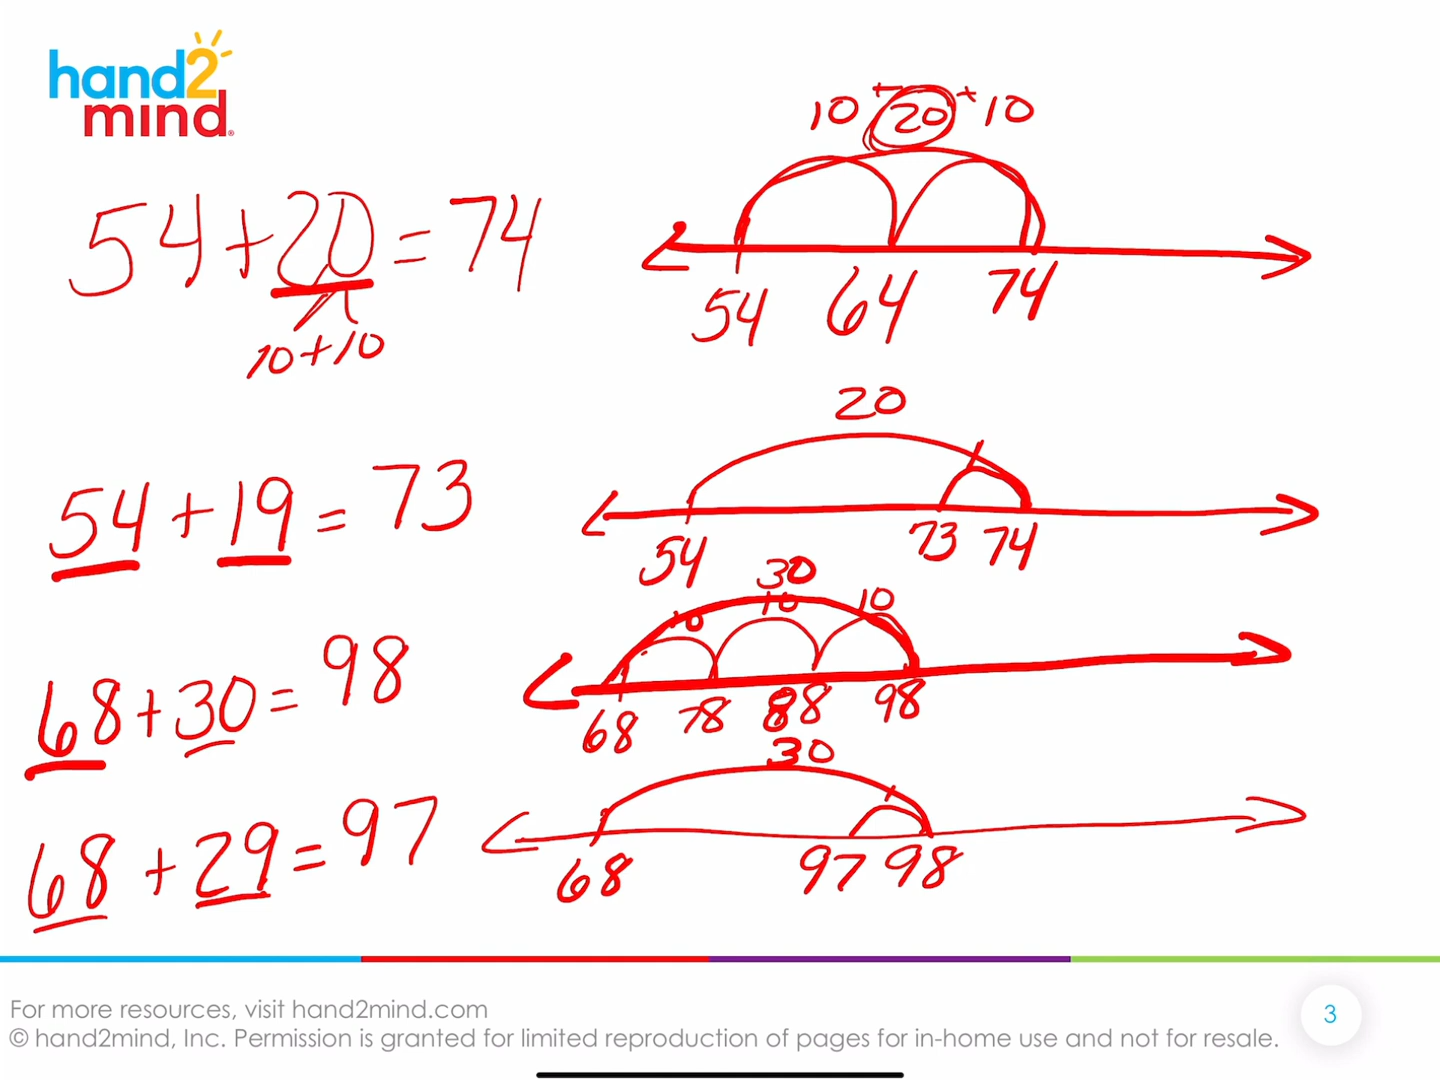 hand2
mind®
10 + 20 + 10
54 + 20 = 74
10 + 10
54 64 74
20
54 + 19 = 73
54 73 74
30
10 10 10
68 + 30 = 98
68 78 88 98
30
68 + 29 = 97
68 97 98
For more resources, visit hand2mind.com
© hand2mind, Inc. Permission is granted for limited reproduction of pages for in-home use and not for resale.
3